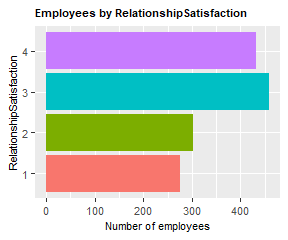 Employees by RelationshipSatisfaction
RelationshipSatisfaction
4
3
2
1
0 100 200 300 400
Number of employees